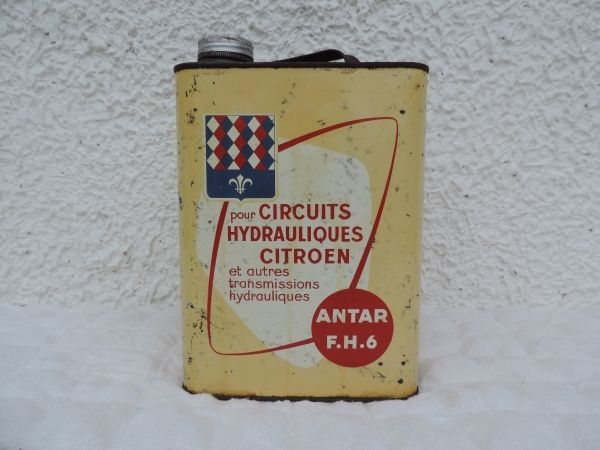 pour CIRCUITS
HYDRAULIQUES
CITROEN
et autres
transmissions
hydrauliques
ANTAR
F.H.6